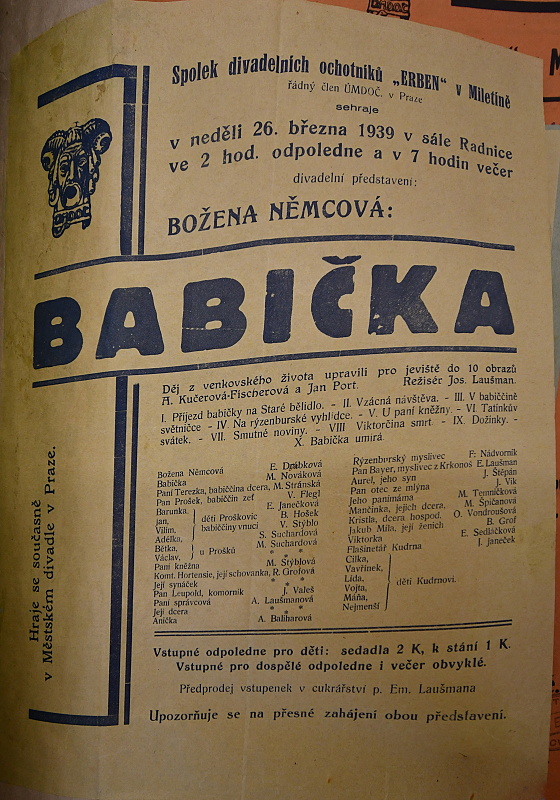 Spolek divadelních ochotníků „ERBEN" v Miletíně
řádný člen ÚMDOČ. v Praze
sehraje
v neděli 26. března 1939 v sále Radnice
ve 2 hod. odpoledne a v 7 hodin večer
divadelní představení:
BOŽENA NĚMCOVÁ:
BABIČKA
Děj z venkovského života upravili pro jeviště do 10 obrazů
A. Kučerová-Fischerová a Jan Port. Režisér Jos. Laušman.
I. Příjezd babičky na Staré bělidlo. - II. Vzácná návštěva. - III. V babiččině
světničce - IV. Na rýzenburské vyhlídce. - V. U paní kněžny. - VI. Tatínkův
svátek. - VII. Smutné noviny. - VIII Viktorčina smrt. - IX. Dožinky. -
X. Babička umírá.
Božena Němcová E. Drábková
Babička M. Nováková
Paní Terezka, babiččina dcera, M. Stránská
Pan Prošek, babiččin zeť V. Flegl
Barunka, E. Janečková
Jan, B. Hošek
Vilím, V. Stýblo
Adélka, S. Suchardová
děti Proškovic
babiččiny vnuci
Bětka, M. Suchardová
Václav, * * *
u Prošků
Paní kněžna M. Štýblová
Komt. Hortensie, její schovanka, R. Grofová
Její synáček * * *
Pan Leupold, komorník J. Valeš
Paní správcová A. Laušmanová
Její dcera * * *
Anička A. Balihárová
Rýzenburský myslivec F. Nádvorník
Pan Bayer, myslivec z Krkonoš E. Laušman
Aurel, jeho syn J. Štěpán
Pan otec ze mlýna J. Vik
Jeho panímáma M. Temníčková
Mančinka, jejich dcera, M. Špičanová
Kristla, dcera hospod. O. Vondroušová
Jakub Míla, její ženich B. Grof
Viktorka E. Sedláčková
Flašinetář Kudrna J. Janeček
Cilka,
Vavřínek,
Lída,
Vojta,
Máňa,
Nejmenší
děti Kudrnovi.
Vstupné odpoledne pro děti: sedadla 2 K, k stání 1 K.
Vstupné pro dospělé odpoledne i večer obvyklé.
Předprodej vstupenek v cukrářství p. Em. Laušmana
Upozorňuje se na přesné zahájení obou představení.
Hraje se současně
v Městském divadle v Praze.